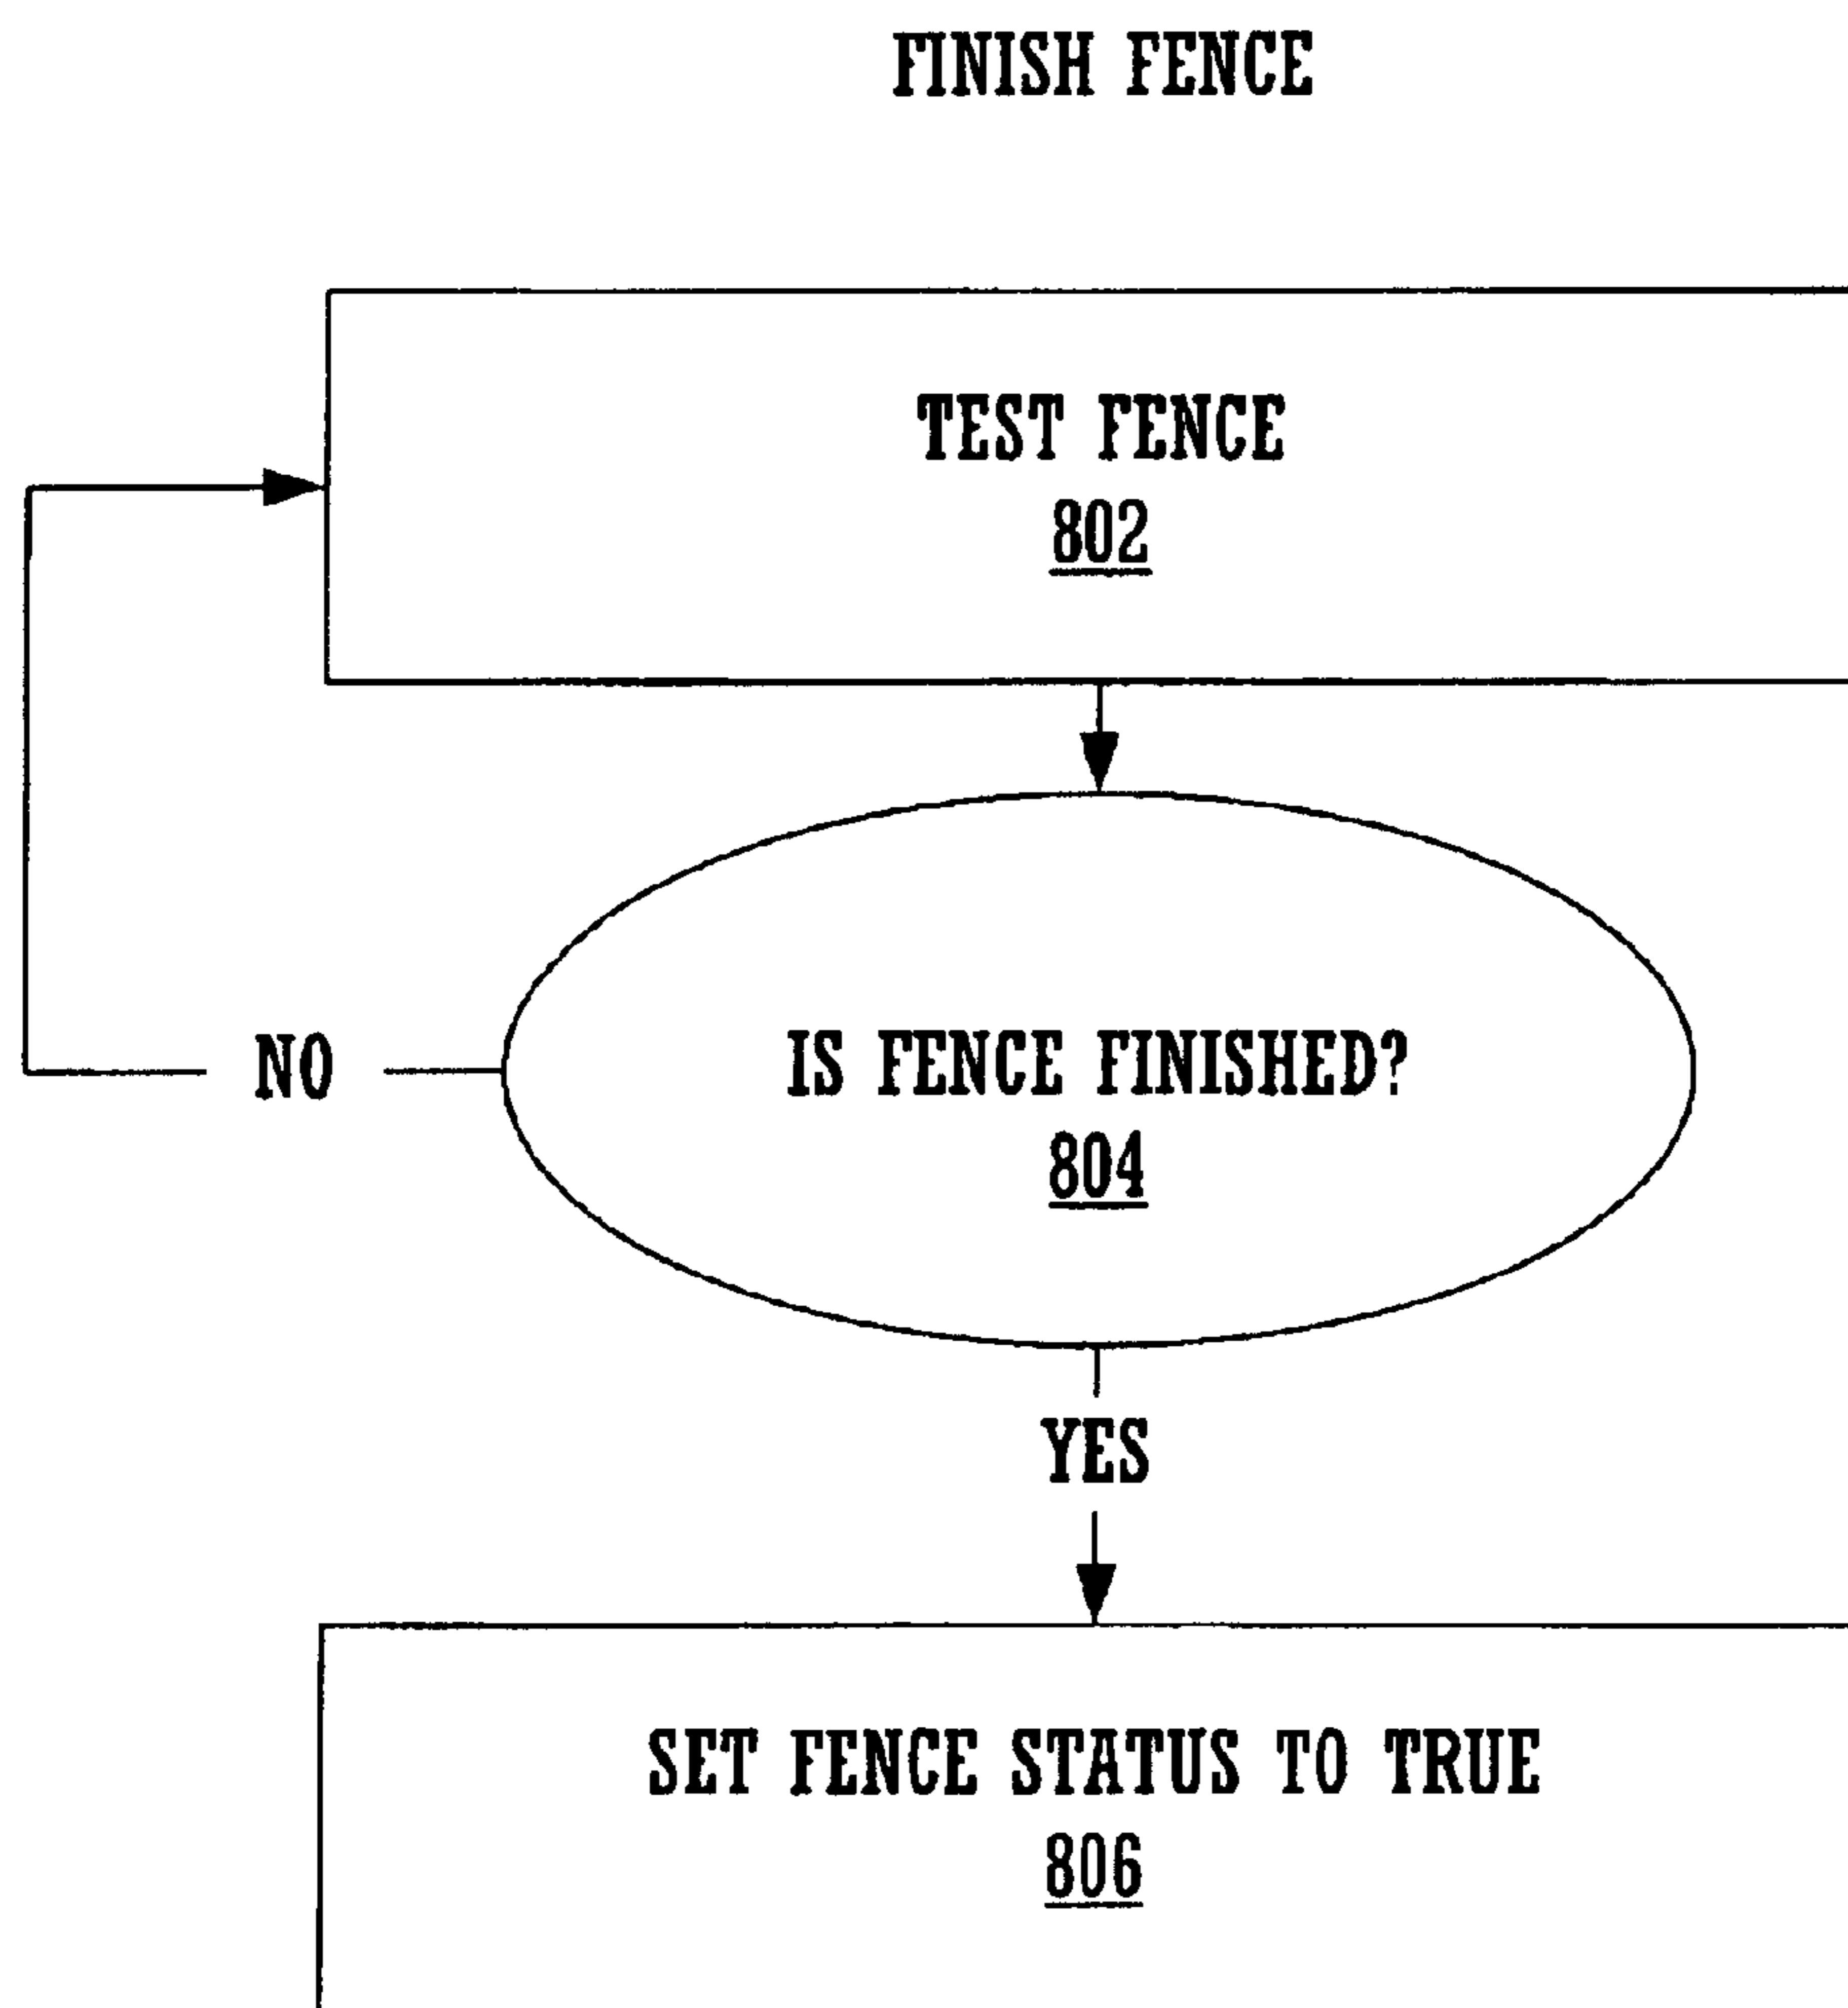 FINISH FENCE
TEST FENCE
802
IS FENCE FINISHED?
804
NO
YES
SET FENCE STATUS TO TRUE
806